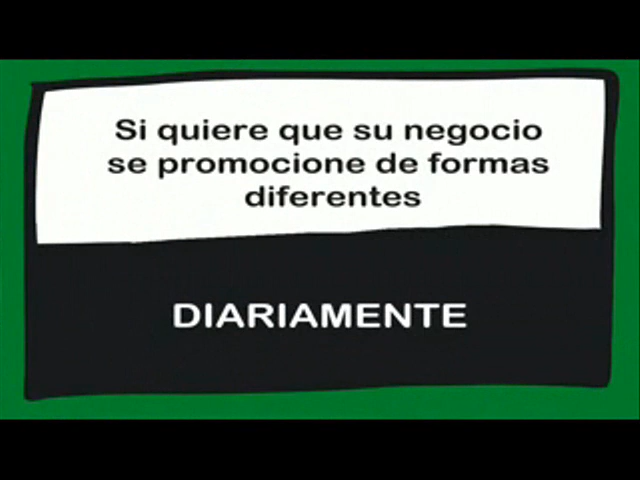 Si quiere que su negocio
se promocione de formas
diferentes
DIARIAMENTE